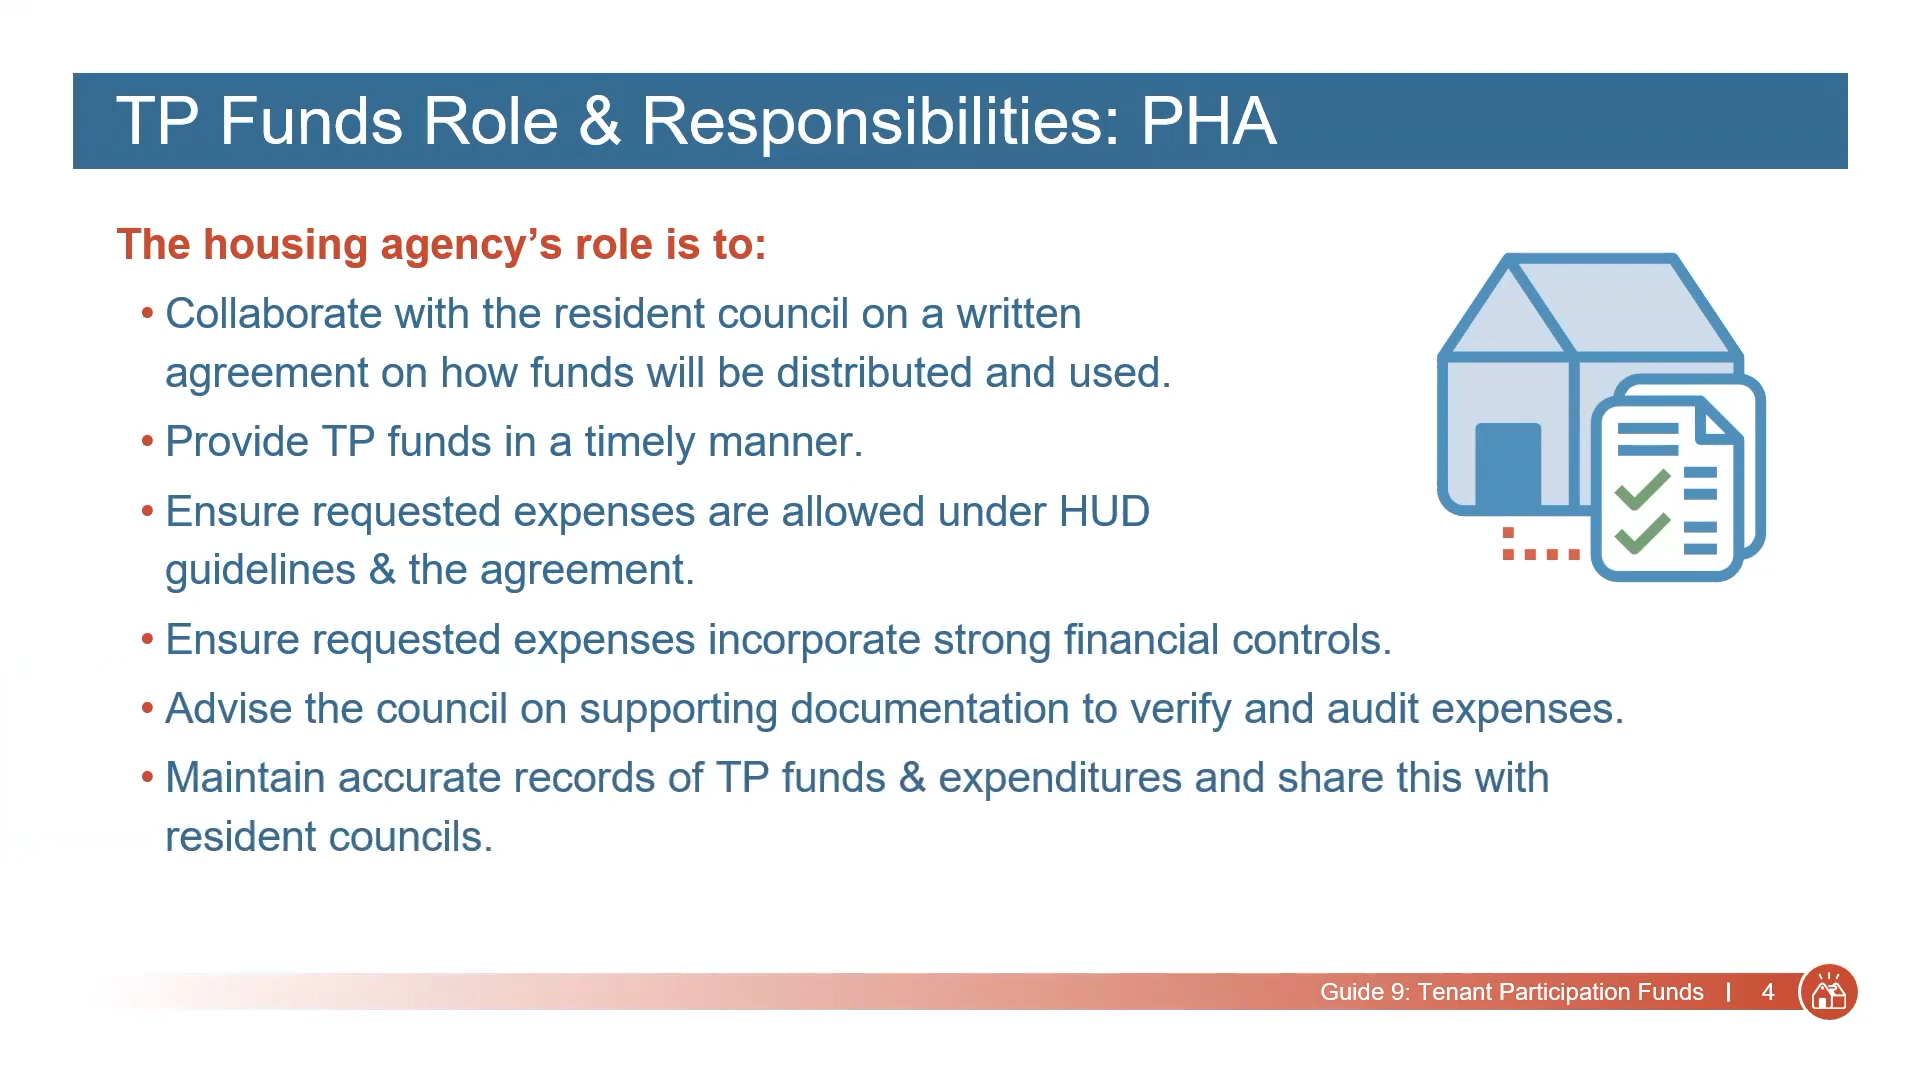 TP Funds Role & Responsibilities: PHA
The housing agency’s role is to:
• Collaborate with the resident council on a written
agreement on how funds will be distributed and used.
• Provide TP funds in a timely manner.
• Ensure requested expenses are allowed under HUD
guidelines & the agreement.
• Ensure requested expenses incorporate strong financial controls.
• Advise the council on supporting documentation to verify and audit expenses.
• Maintain accurate records of TP funds & expenditures and share this with
resident councils.
Guide 9: Tenant Participation Funds | 4